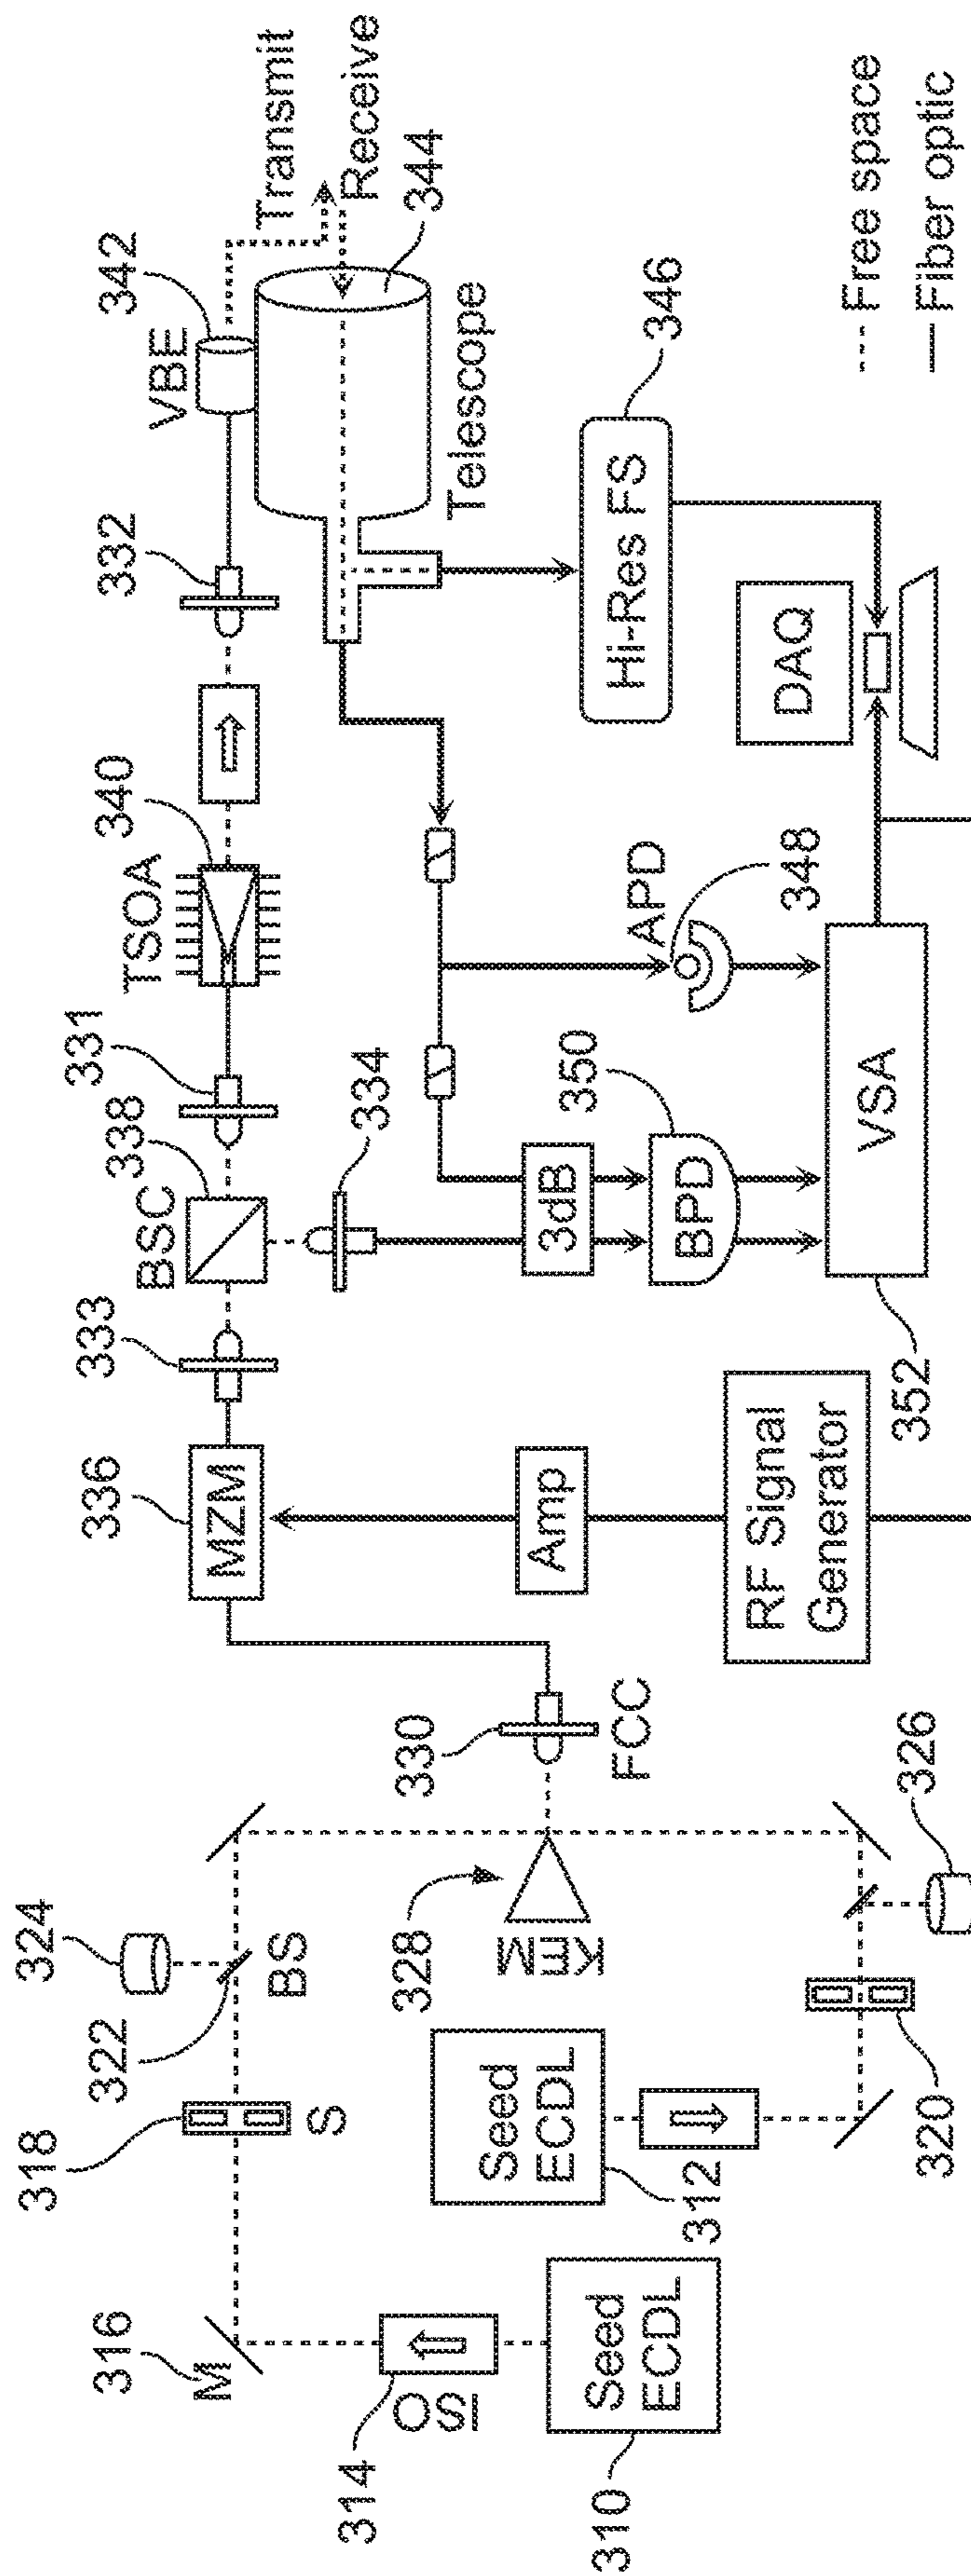 324
322
BS
318
S
316
M
314
ISO
310
Seed
ECDL
312
Seed
ECDL
320
326
328
KEM
330
FCC
336
MZM
333
BSC
338
331
TSOA
340
332
VBE
342
Transmit
Receive
344
Telescope
334
Amp
RF Signal
Generator
3dB
350
BPD
APD
348
VSA
352
Hi-Res FS
346
DAQ
Free space
Fiber optic